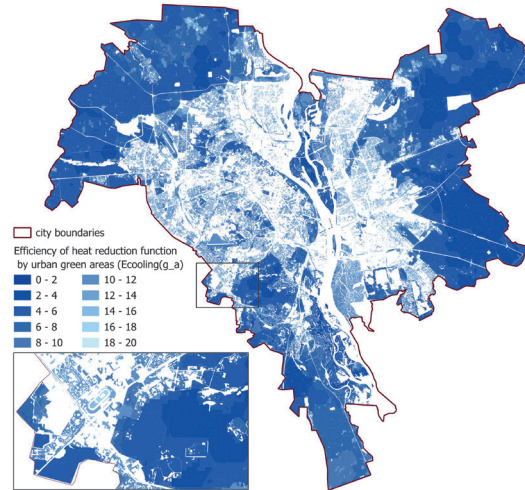 city boundaries
Efficiency of heat reduction function
by urban green areas (Ecooling(g_a)
0 - 2
2 - 4
4 - 6
6 - 8
8 - 10
10 - 12
12 - 14
14 - 16
16 - 18
18 - 20